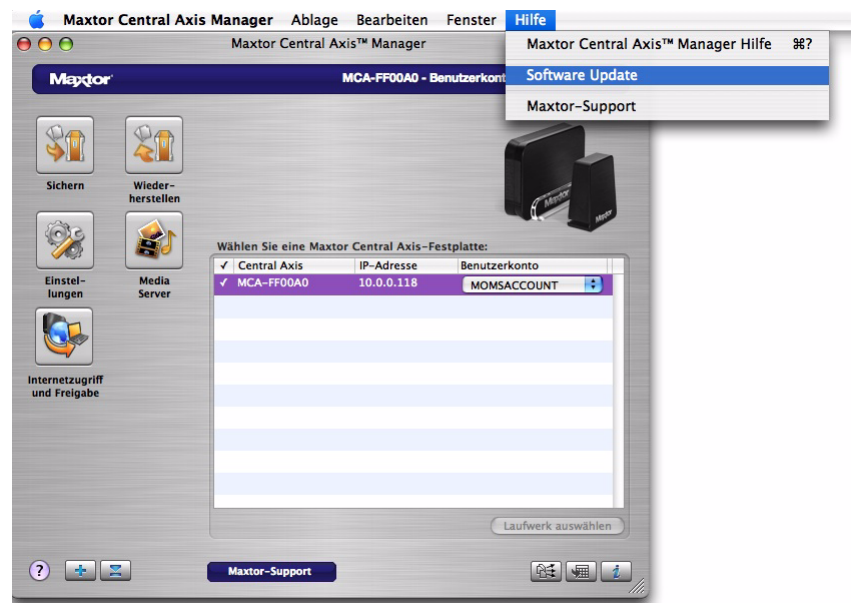 Maxtor Central Axis Manager Ablage Bearbeiten Fenster Hilfe
Maxtor Central Axis™ Manager
Maxtor Central Axis™ Manager Hilfe ⌘?
Software Update
Maxtor-Support
Maxtor
MCA-FF00A0 - Benutzerkont
Sichern
Wieder-
herstellen
Einstel-
lungen
Media
Server
Internetzugriff
und Freigabe
Maxtor
Maxtor
Wählen Sie eine Maxtor Central Axis-Festplatte:
✓ Central Axis IP-Adresse Benutzerkonto
✓ MCA-FF00A0 10.0.0.118 MOMSACCOUNT
Laufwerk auswählen
?
Maxtor-Support
i